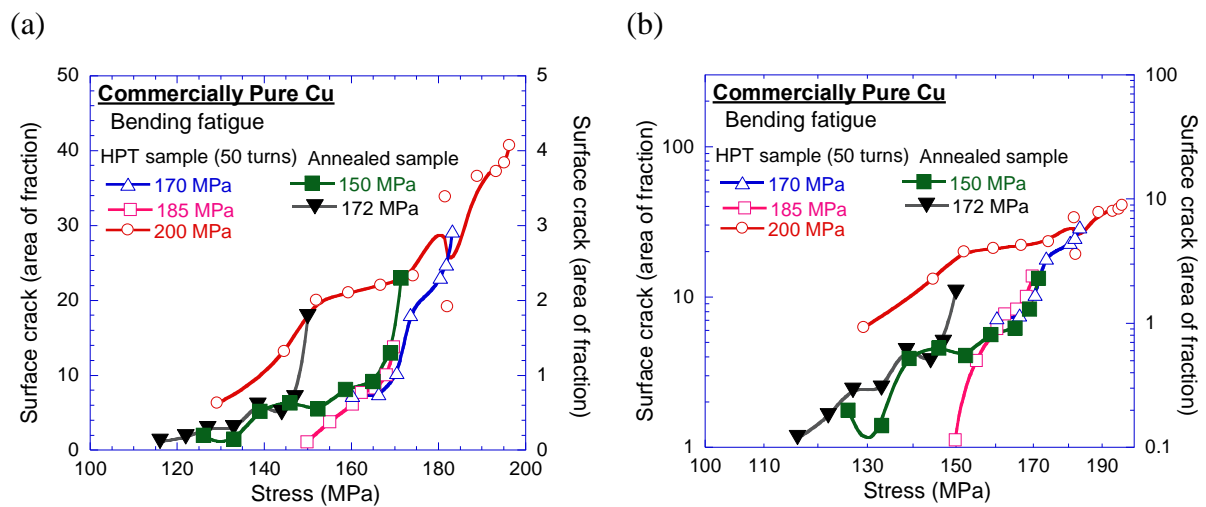 (a)
Commercially Pure Cu
Bending fatigue
HPT sample (50 turns) Annealed sample
170 MPa 150 MPa
185 MPa 172 MPa
200 MPa
Surface crack (area of fraction)
50
40
30
20
10
0
Surface crack (area of fraction)
5
4
3
2
1
0
100 120 140 160 180 200
Stress (MPa)
(b)
Commercially Pure Cu
Bending fatigue
HPT sample (50 turns) Annealed sample
170 MPa 150 MPa
185 MPa 172 MPa
200 MPa
Surface crack (area of fraction)
100
10
1
Surface crack (area of fraction)
100
10
1
0.1
100 110 130 150 170 190
Stress (MPa)